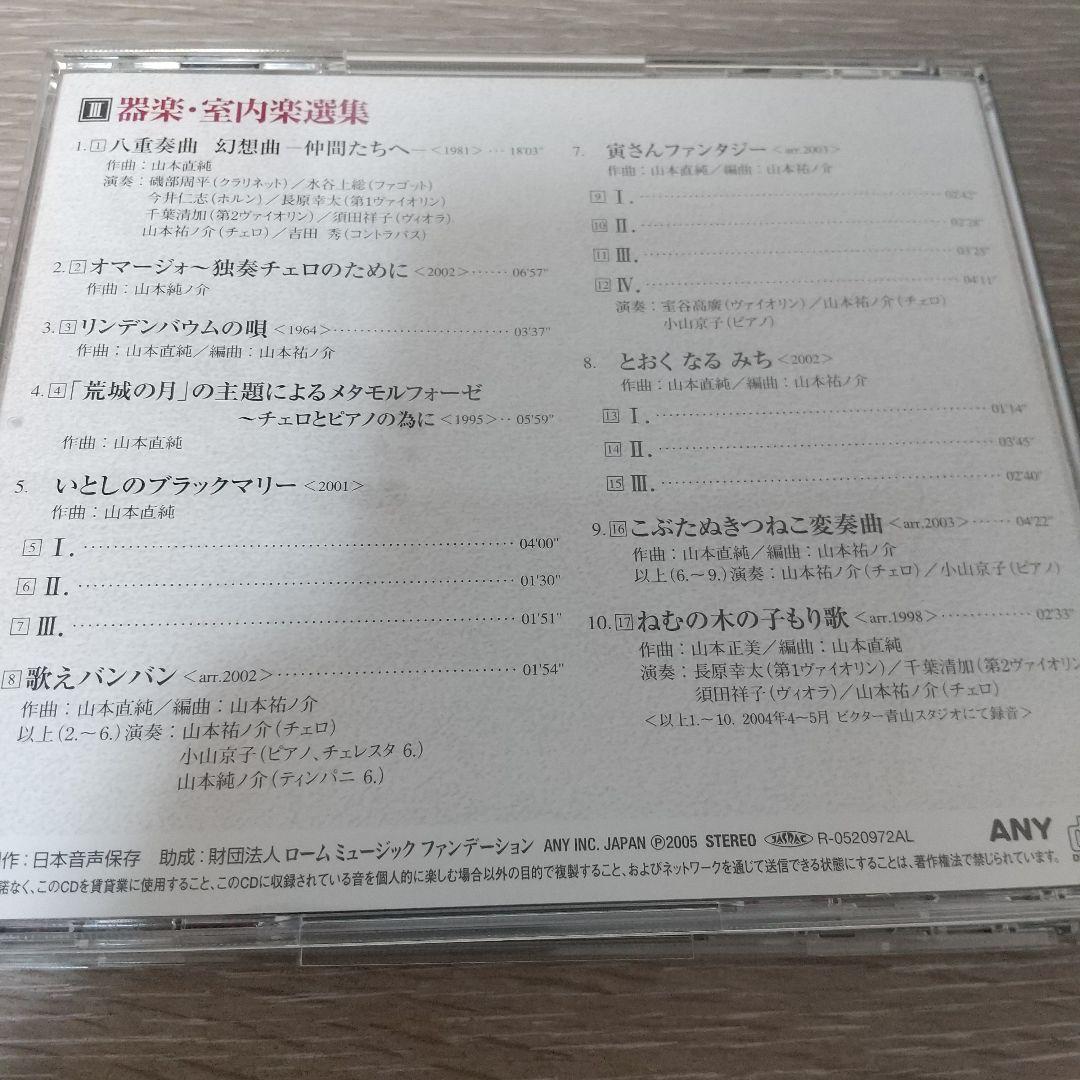 III 器楽・室内楽選集
1. 1 八重奏曲 幻想曲 ―仲間たちへ― <1981> … 18'03"
作曲：山本直純
演奏：磯部周平（クラリネット）／水谷上総（ファゴット）
今井仁志（ホルン）／長原幸太（第1ヴァイオリン）
千葉清加（第2ヴァイオリン）／須田祥子（ヴィオラ）
山本祐ノ介（チェロ）／吉田 秀（コントラバス）
2. 2 オマージォ～独奏チェロのために <2002> …… 06'57"
作曲：山本純ノ介
3. 3 リンデンバウムの唄 <1964> …… 03'37"
作曲：山本直純／編曲：山本祐ノ介
4. 4 「荒城の月」の主題によるメタモルフォーゼ
～チェロとピアノの為に <1995> ‥ 05'59"
作曲：山本直純
5. いとしのブラックマリー <2001>
作曲：山本直純
5 I. …… 04'00"
6 II. …… 01'30"
7 III. …… 01'51"
8 歌えバンバン <arr.2002> …… 01'54"
作曲：山本直純／編曲：山本祐ノ介
以上（2.～6.）演奏：山本祐ノ介（チェロ）
小山京子（ピアノ、チェレスタ 6.）
山本純ノ介（ティンパニ 6.）
7. 寅さんファンタジー <arr.2003>
作曲：山本直純／編曲：山本祐ノ介
9 I. …… 02'42"
10 II. …… 02'28"
11 III. …… 03'28"
12 IV. …… 04'11"
演奏：室谷高廣（ヴァイオリン）／山本祐ノ介（チェロ）
小山京子（ピアノ）
8. とおく なる みち <2002>
作曲：山本直純／編曲：山本祐ノ介
13 I. …… 01'14"
14 II. …… 03'45"
15 III. …… 02'40"
9. 16 こぶたぬきつねこ変奏曲 <arr.2003> …… 04'22"
作曲：山本直純／編曲：山本祐ノ介
以上（6.～9.）演奏：山本祐ノ介（チェロ）／小山京子（ピアノ）
10. 17 ねむの木の子もり歌 <arr.1998> …… 02'33"
作曲：山本正美／編曲：山本直純
演奏：長原幸太（第1ヴァイオリン）／千葉清加（第2ヴァイオリン
須田祥子（ヴィオラ）／山本祐ノ介（チェロ）
<以上1.～10. 2004年4～5月 ビクター青山スタジオにて録音>
作：日本音声保存 助成：財団法人 ローム ミュージック ファンデーション ANY INC. JAPAN ℗2005 STEREO JASRAC R-0520972AL
ANY
諾なく、このCDを賃貸業に使用すること、このCDに収録されている音を個人的に楽しむ場合以外の目的で複製すること、およびネットワークを通じて送信できる状態にすることは、著作権法で禁じられています。